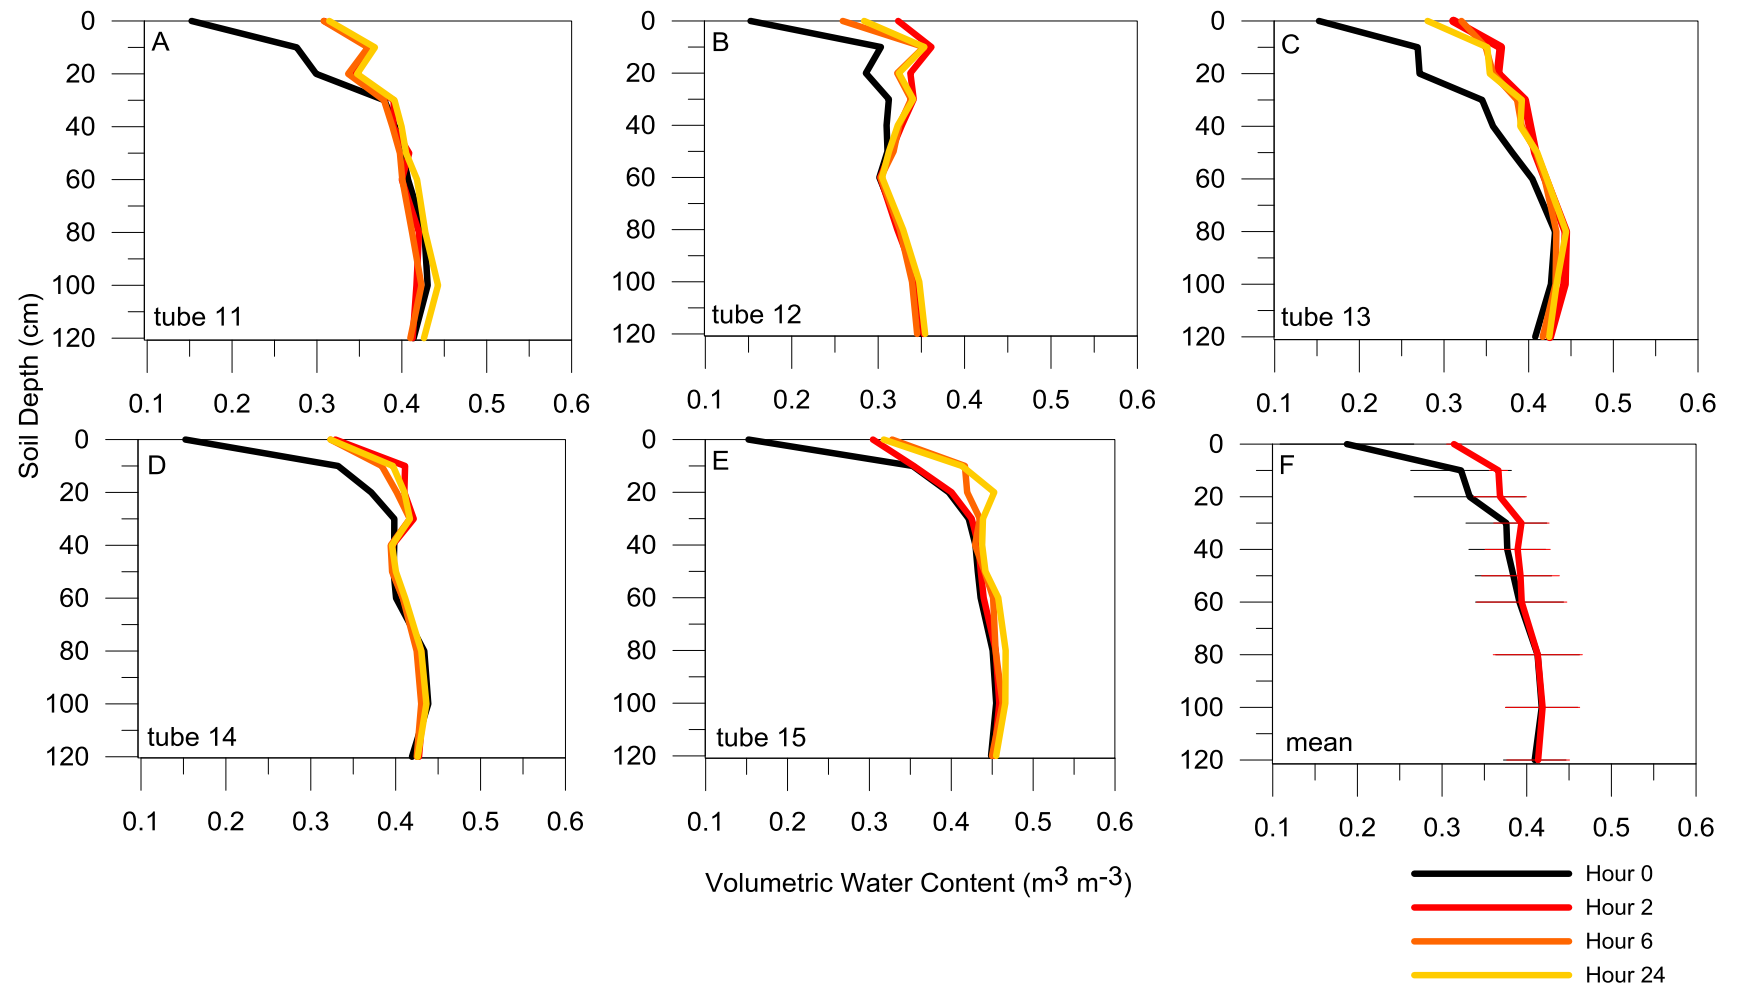 0
20
40
60
80
100
120
A
tube 11
0.1 0.2 0.3 0.4 0.5 0.6
0
20
40
60
80
100
120
B
tube 12
0.1 0.2 0.3 0.4 0.5 0.6
0
20
40
60
80
100
120
C
tube 13
0.1 0.2 0.3 0.4 0.5 0.6
Soil Depth (cm)
0
20
40
60
80
100
120
D
tube 14
0.1 0.2 0.3 0.4 0.5 0.6
0
20
40
60
80
100
120
E
tube 15
0.1 0.2 0.3 0.4 0.5 0.6
0
20
40
60
80
100
120
F
mean
0.1 0.2 0.3 0.4 0.5 0.6
Volumetric Water Content (m³ m⁻³)
Hour 0
Hour 2
Hour 6
Hour 24